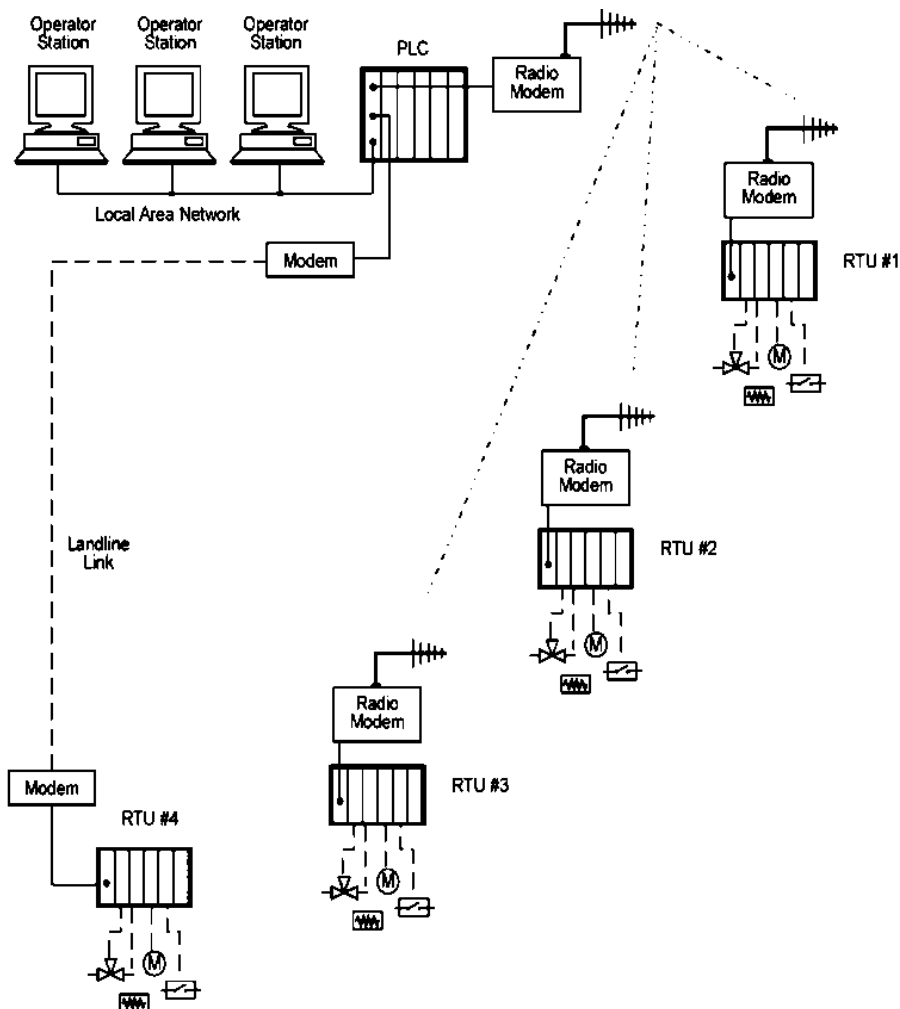 Operator
Station
Operator
Station
Operator
Station
PLC
Radio
Modem
Radio
Modem
Local Area Network
Modem
RTU #1
M
Radio
Modem
Landline
Link
RTU #2
M
Radio
Modem
Modem
RTU #3
RTU #4
M
M